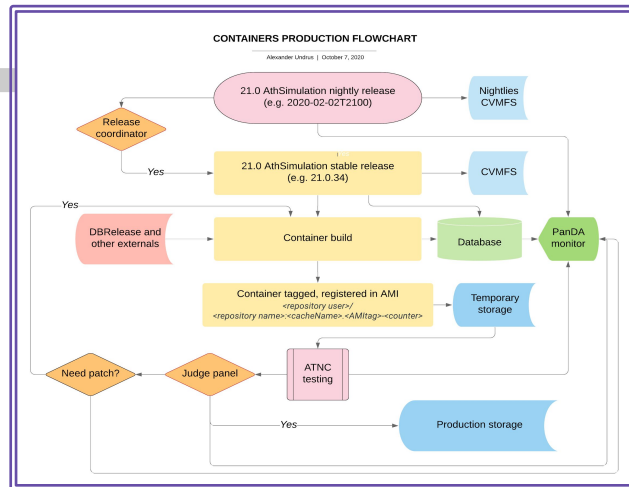 CONTAINERS PRODUCTION FLOWCHART
Alexander Undrus | October 7, 2020
21.0 AthSimulation nightly release
(e.g. 2020-02-02T2100)
Nightlies
CVMFS
Release
coordinator
Yes
21.0 AthSimulation stable release
(e.g. 21.0.34)
CVMFS
Yes
DBRelease and
other externals
Container build
Database
PanDA
monitor
Container tagged, registered in AMI
<repository user>/
<repository name>:<cacheName>.<AMItag>-<counter>
Temporary
storage
Need patch?
Judge panel
ATNC
testing
Yes
Production storage